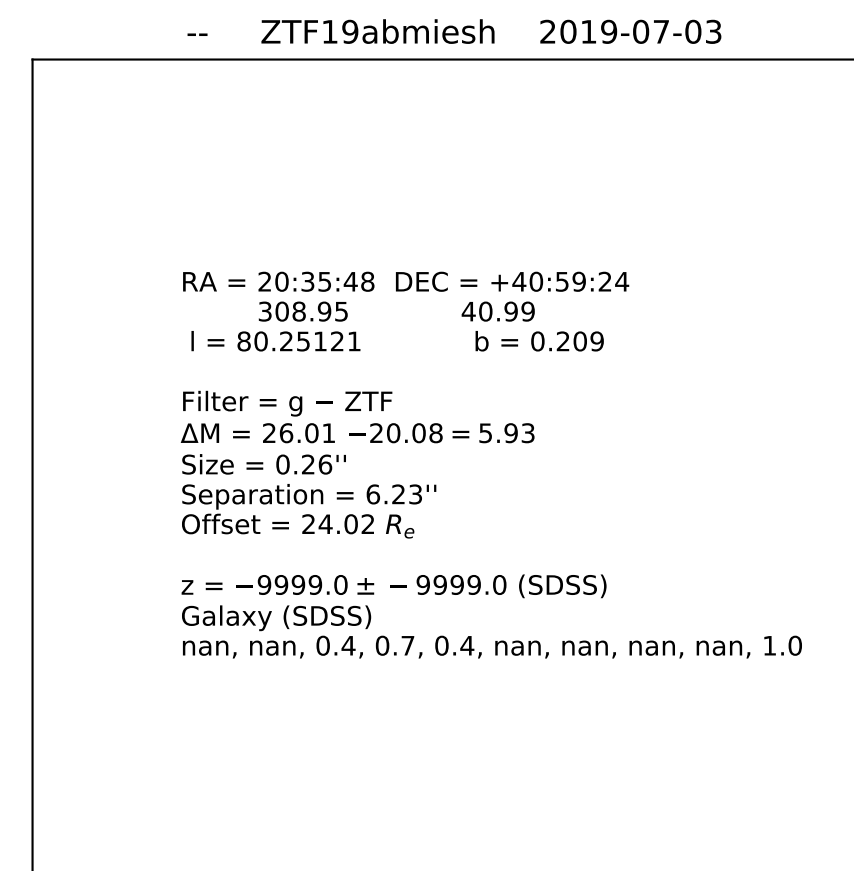 -- ZTF19abmiesh 2019-07-03
RA = 20:35:48 DEC = +40:59:24
308.95 40.99
l = 80.25121 b = 0.209
Filter = g − ZTF
ΔM = 26.01 −20.08 = 5.93
Size = 0.26''
Separation = 6.23''
Offset = 24.02 Re
z = −9999.0 ± − 9999.0 (SDSS)
Galaxy (SDSS)
nan, nan, 0.4, 0.7, 0.4, nan, nan, nan, nan, 1.0